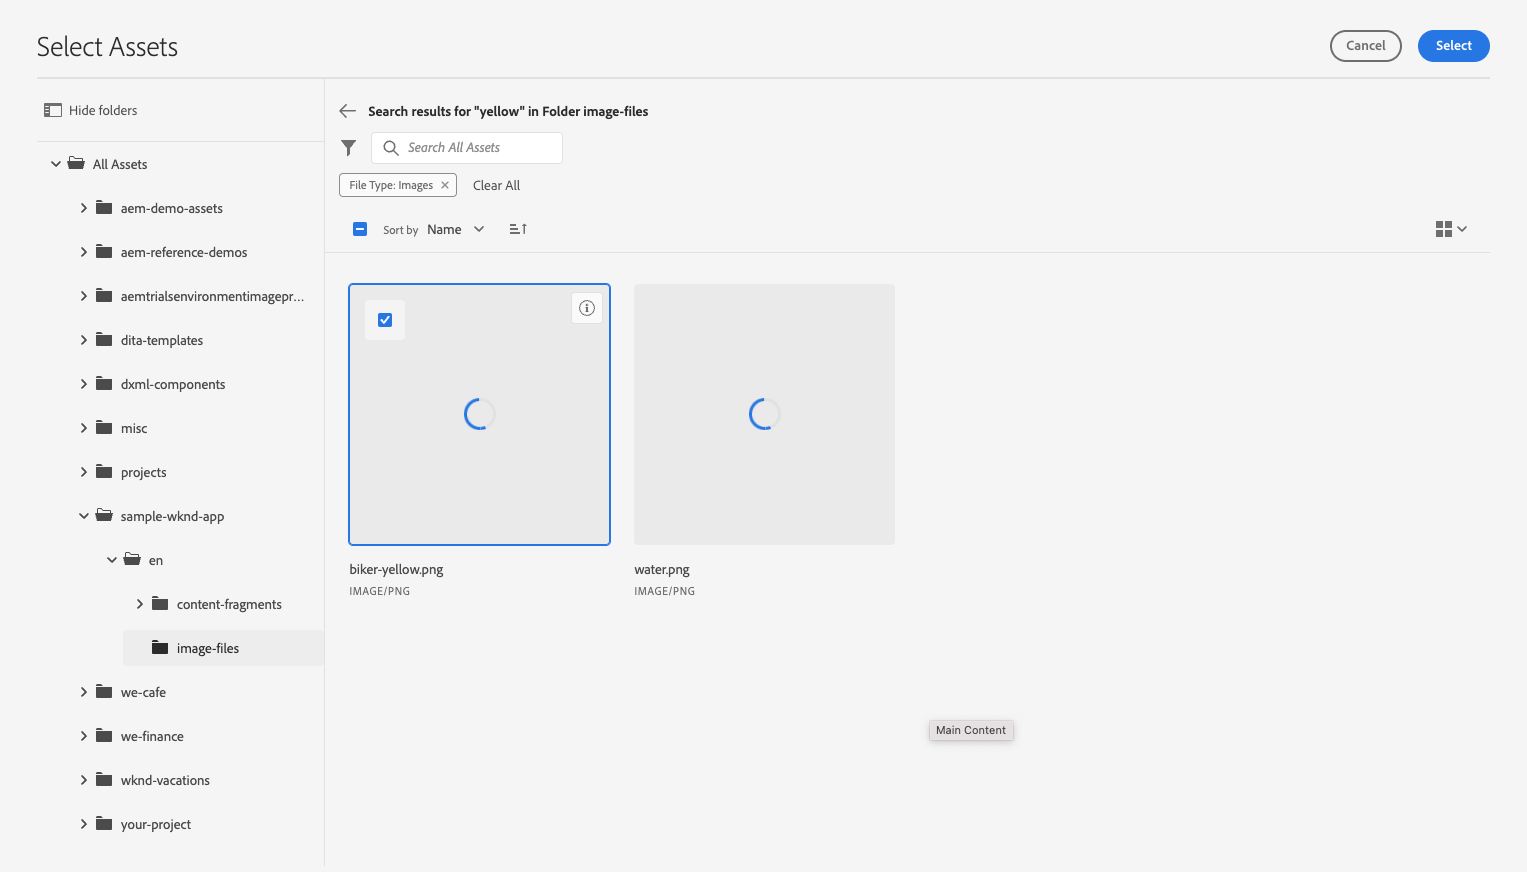 Select Assets
Cancel
Select
Hide folders
All Assets
aem-demo-assets
aem-reference-demos
aemtrialsenvironmentimagepr...
dita-templates
dxml-components
misc
projects
sample-wknd-app
en
content-fragments
image-files
we-cafe
we-finance
wknd-vacations
your-project
Search results for "yellow" in Folder image-files
Search All Assets
File Type: Images
Clear All
Sort by Name
biker-yellow.png
IMAGE/PNG
water.png
IMAGE/PNG
Main Content